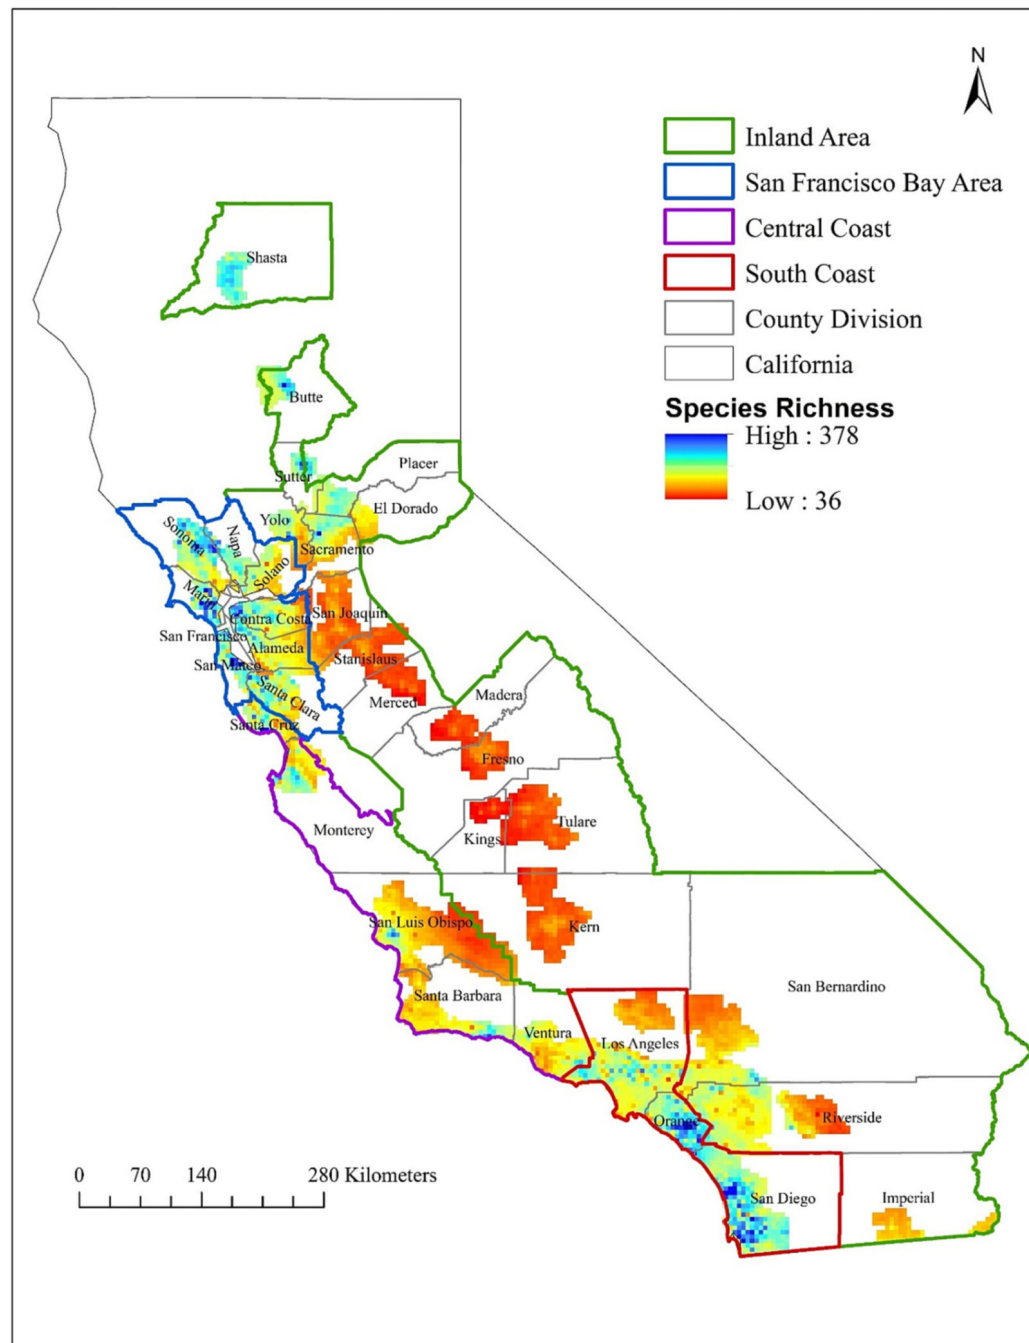 N
Inland Area
San Francisco Bay Area
Central Coast
South Coast
County Division
California
Species Richness
High : 378
Low : 36
Shasta
Butte
Placer
Sutter
El Dorado
Yolo
Sonoma
Napa
Sacramento
Solano
Marin
San Joaquin
Contra Costa
San Francisco
Alameda
Stanislaus
San Mateo
Santa Clara
Madera
Merced
Santa Cruz
Fresno
Monterey
Kings
Tulare
San Luis Obispo
Kern
San Bernardino
Santa Barbara
Ventura
Los Angeles
Orange
Riverside
San Diego
Imperial
0 70 140 280 Kilometers